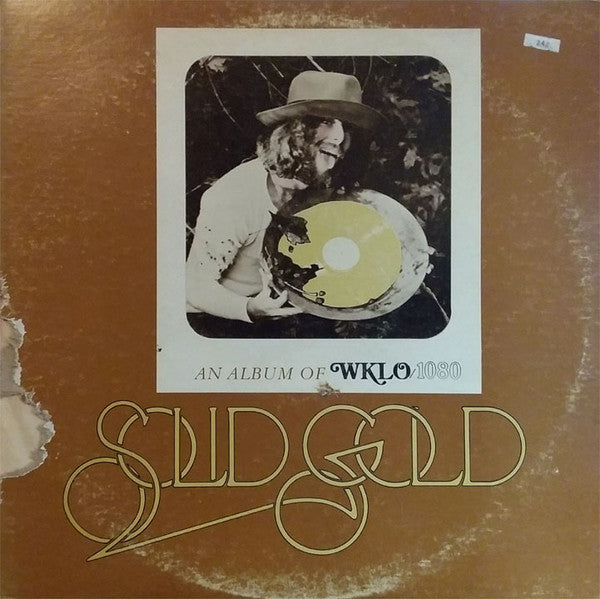 AN ALBUM OF WKLO/1080
SOLID GOLD